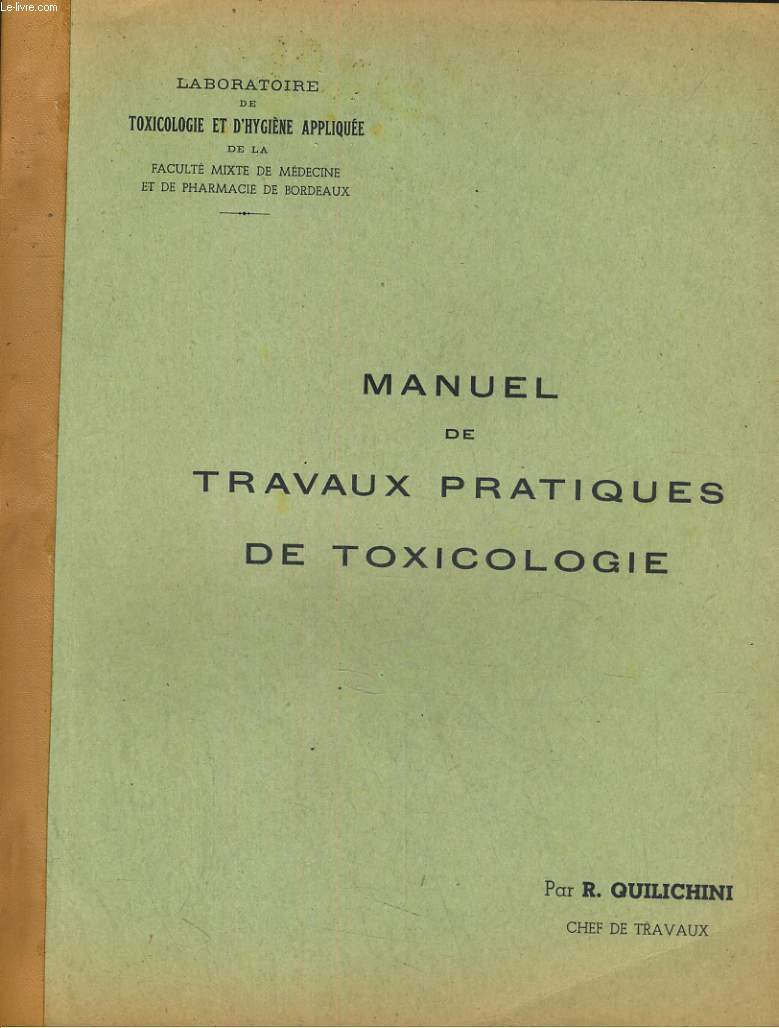 Le-livre.com
LABORATOIRE
DE
TOXICOLOGIE ET D'HYGIÈNE APPLIQUÉE
DE LA
FACULTÉ MIXTE DE MÉDECINE
ET DE PHARMACIE DE BORDEAUX
MANUEL
DE
TRAVAUX PRATIQUES
DE TOXICOLOGIE
Par R. QUILICHINI
CHEF DE TRAVAUX